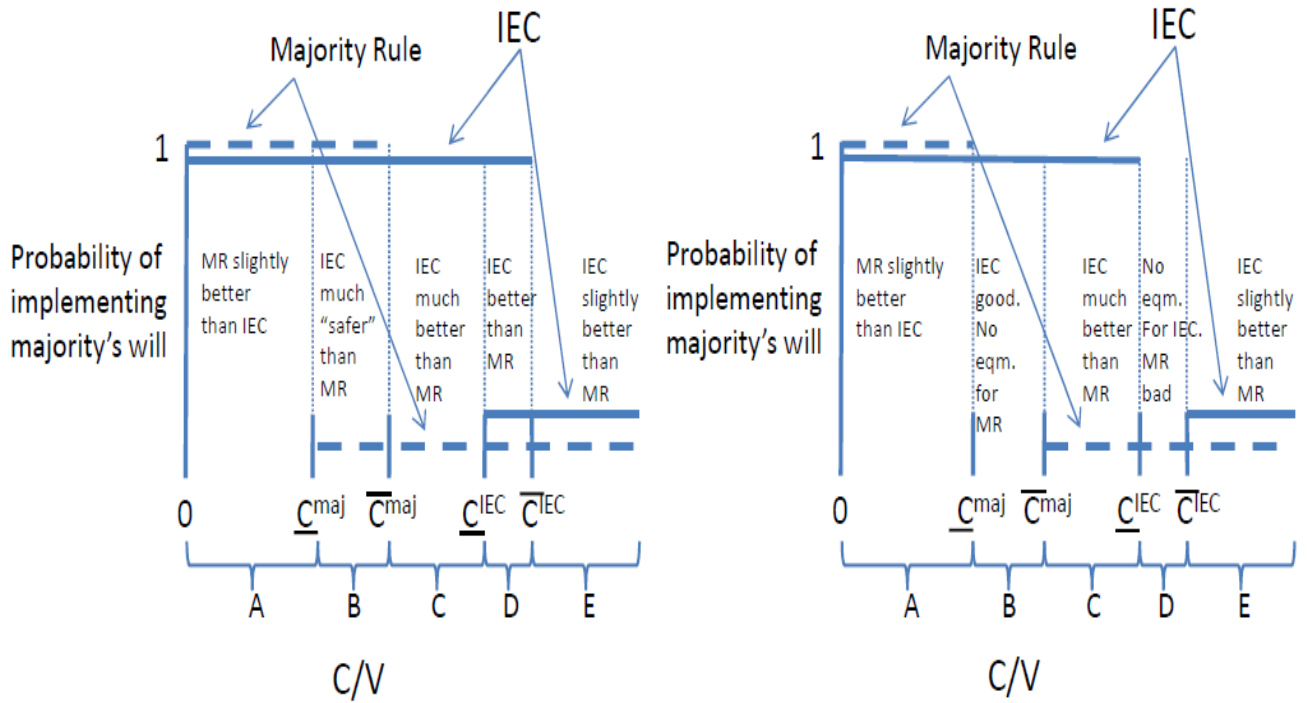 IEC
Majority Rule
1
Probability of
implementing
majority's will
MR slightly
better
than IEC
IEC
much
“safer”
than
MR
IEC
much
better
than
MR
IEC
better
than
MR
IEC
slightly
better
than
MR
0
C̲ᵐᵃʲ
C̅ᵐᵃʲ
C̲ᴵᴱᶜ
C̅ᴵᴱᶜ
A
B
C
D
E
C/V
IEC
Majority Rule
1
Probability of
implementing
majority's will
MR slightly
better
than IEC
IEC
good.
No
eqm.
for
MR
IEC
much
better
than
MR
No
eqm.
For IEC.
MR
bad
IEC
slightly
better
than
MR
0
C̲ᵐᵃʲ
C̅ᵐᵃʲ
C̲ᴵᴱᶜ
C̅ᴵᴱᶜ
A
B
C
D
E
C/V